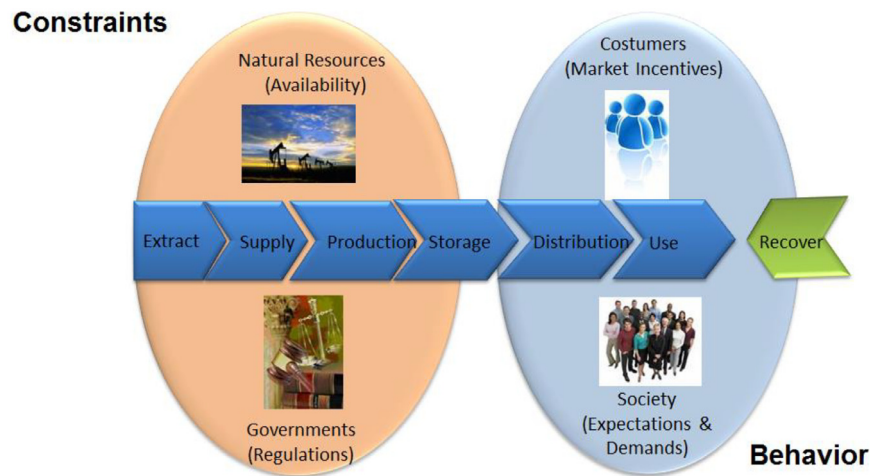 Constraints
Natural Resources
(Availability)
Costumers
(Market Incentives)
Extract
Supply
Production
Storage
Distribution
Use
Recover
Governments
(Regulations)
Society
(Expectations &
Demands)
Behavior